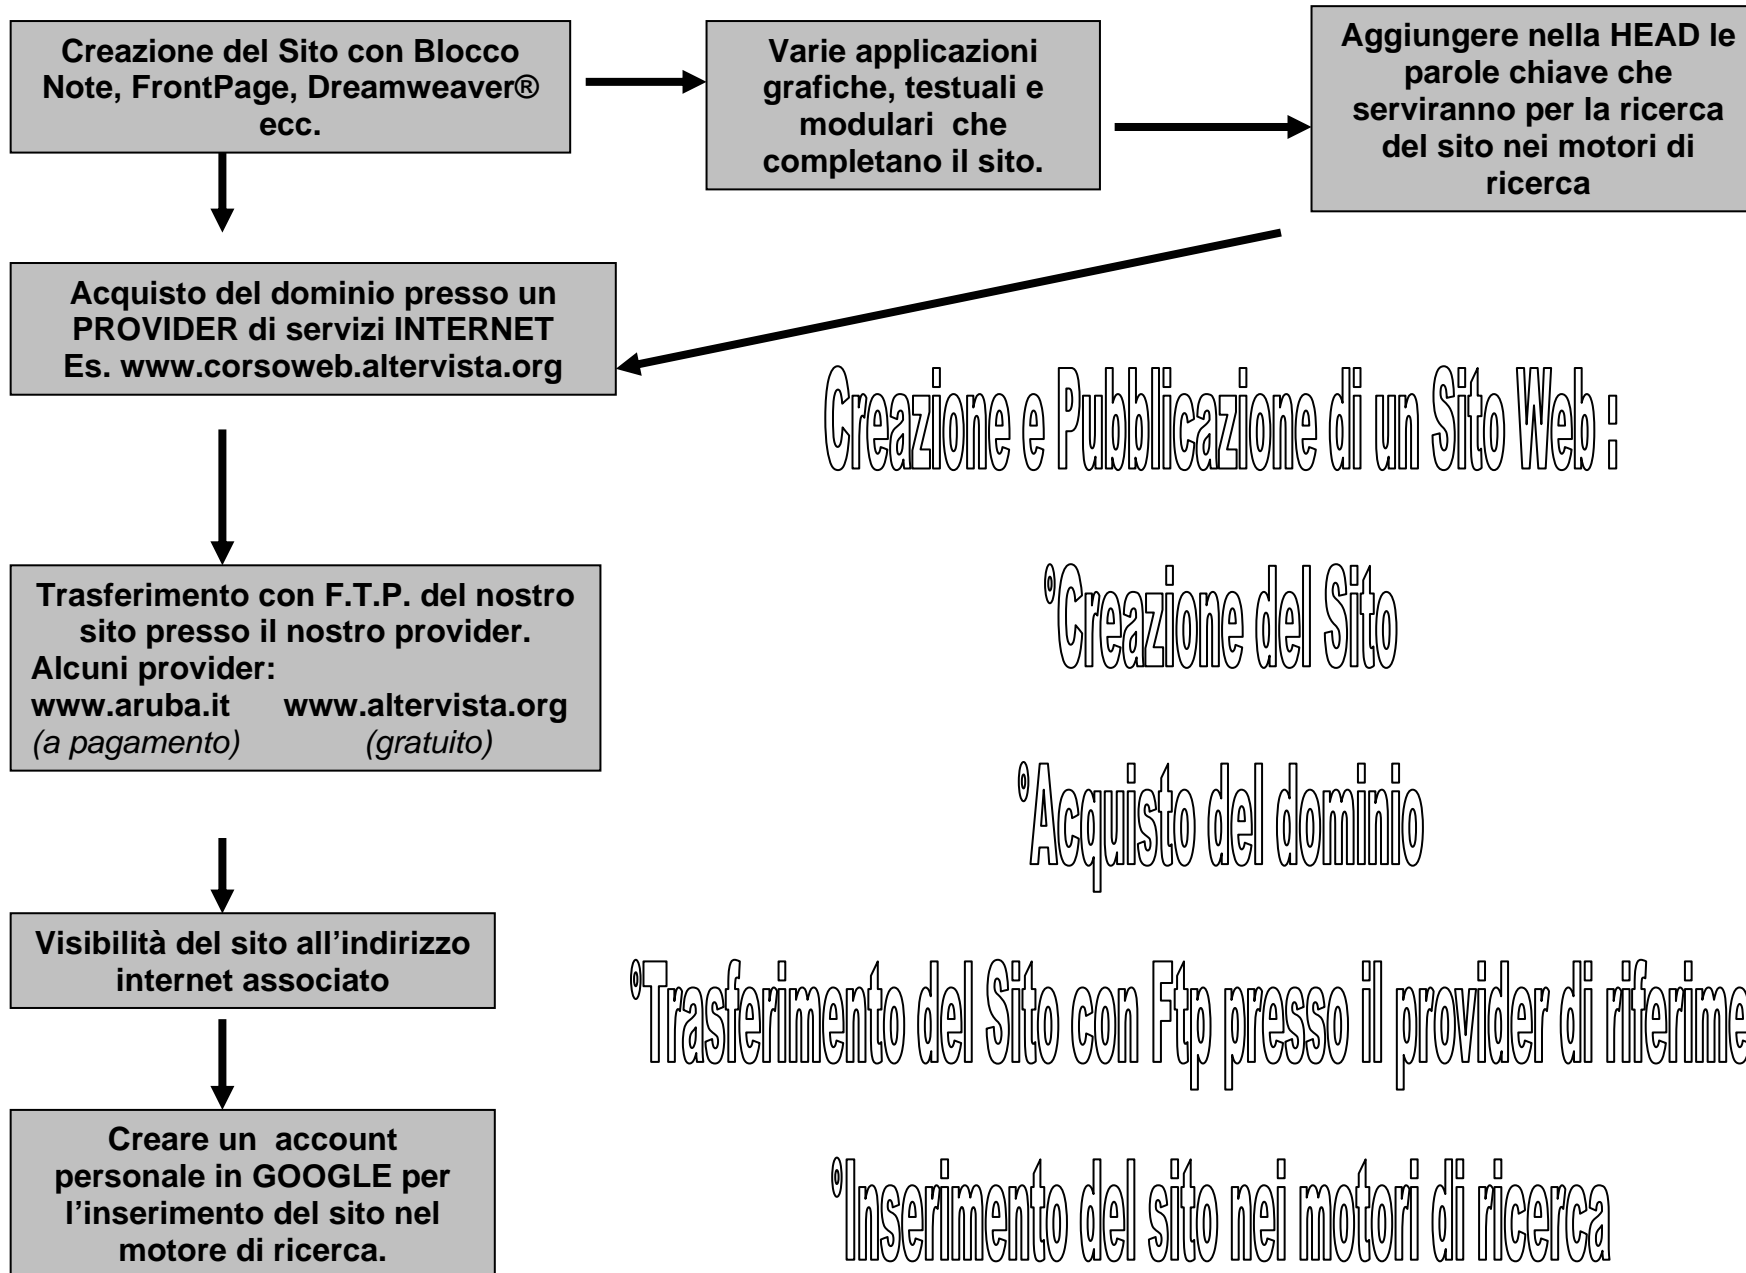 Creazione del Sito con Blocco
Note, FrontPage, Dreamweaver®
ecc.
Varie applicazioni
grafiche, testuali e
modulari che
completano il sito.
Aggiungere nella HEAD le
parole chiave che
serviranno per la ricerca
del sito nei motori di
ricerca
Acquisto del dominio presso un
PROVIDER di servizi INTERNET
Es. www.corsoweb.altervista.org
Trasferimento con F.T.P. del nostro
sito presso il nostro provider.
Alcuni provider:
www.aruba.it www.altervista.org
(a pagamento) (gratuito)
Visibilità del sito all’indirizzo
internet associato
Creare un account
personale in GOOGLE per
l’inserimento del sito nel
motore di ricerca.
Creazione e Pubblicazione di un Sito Web :
°Creazione del Sito
°Acquisto del dominio
°Trasferimento del Sito con Ftp presso il provider di riferime
°Inserimento del sito nei motori di ricerca